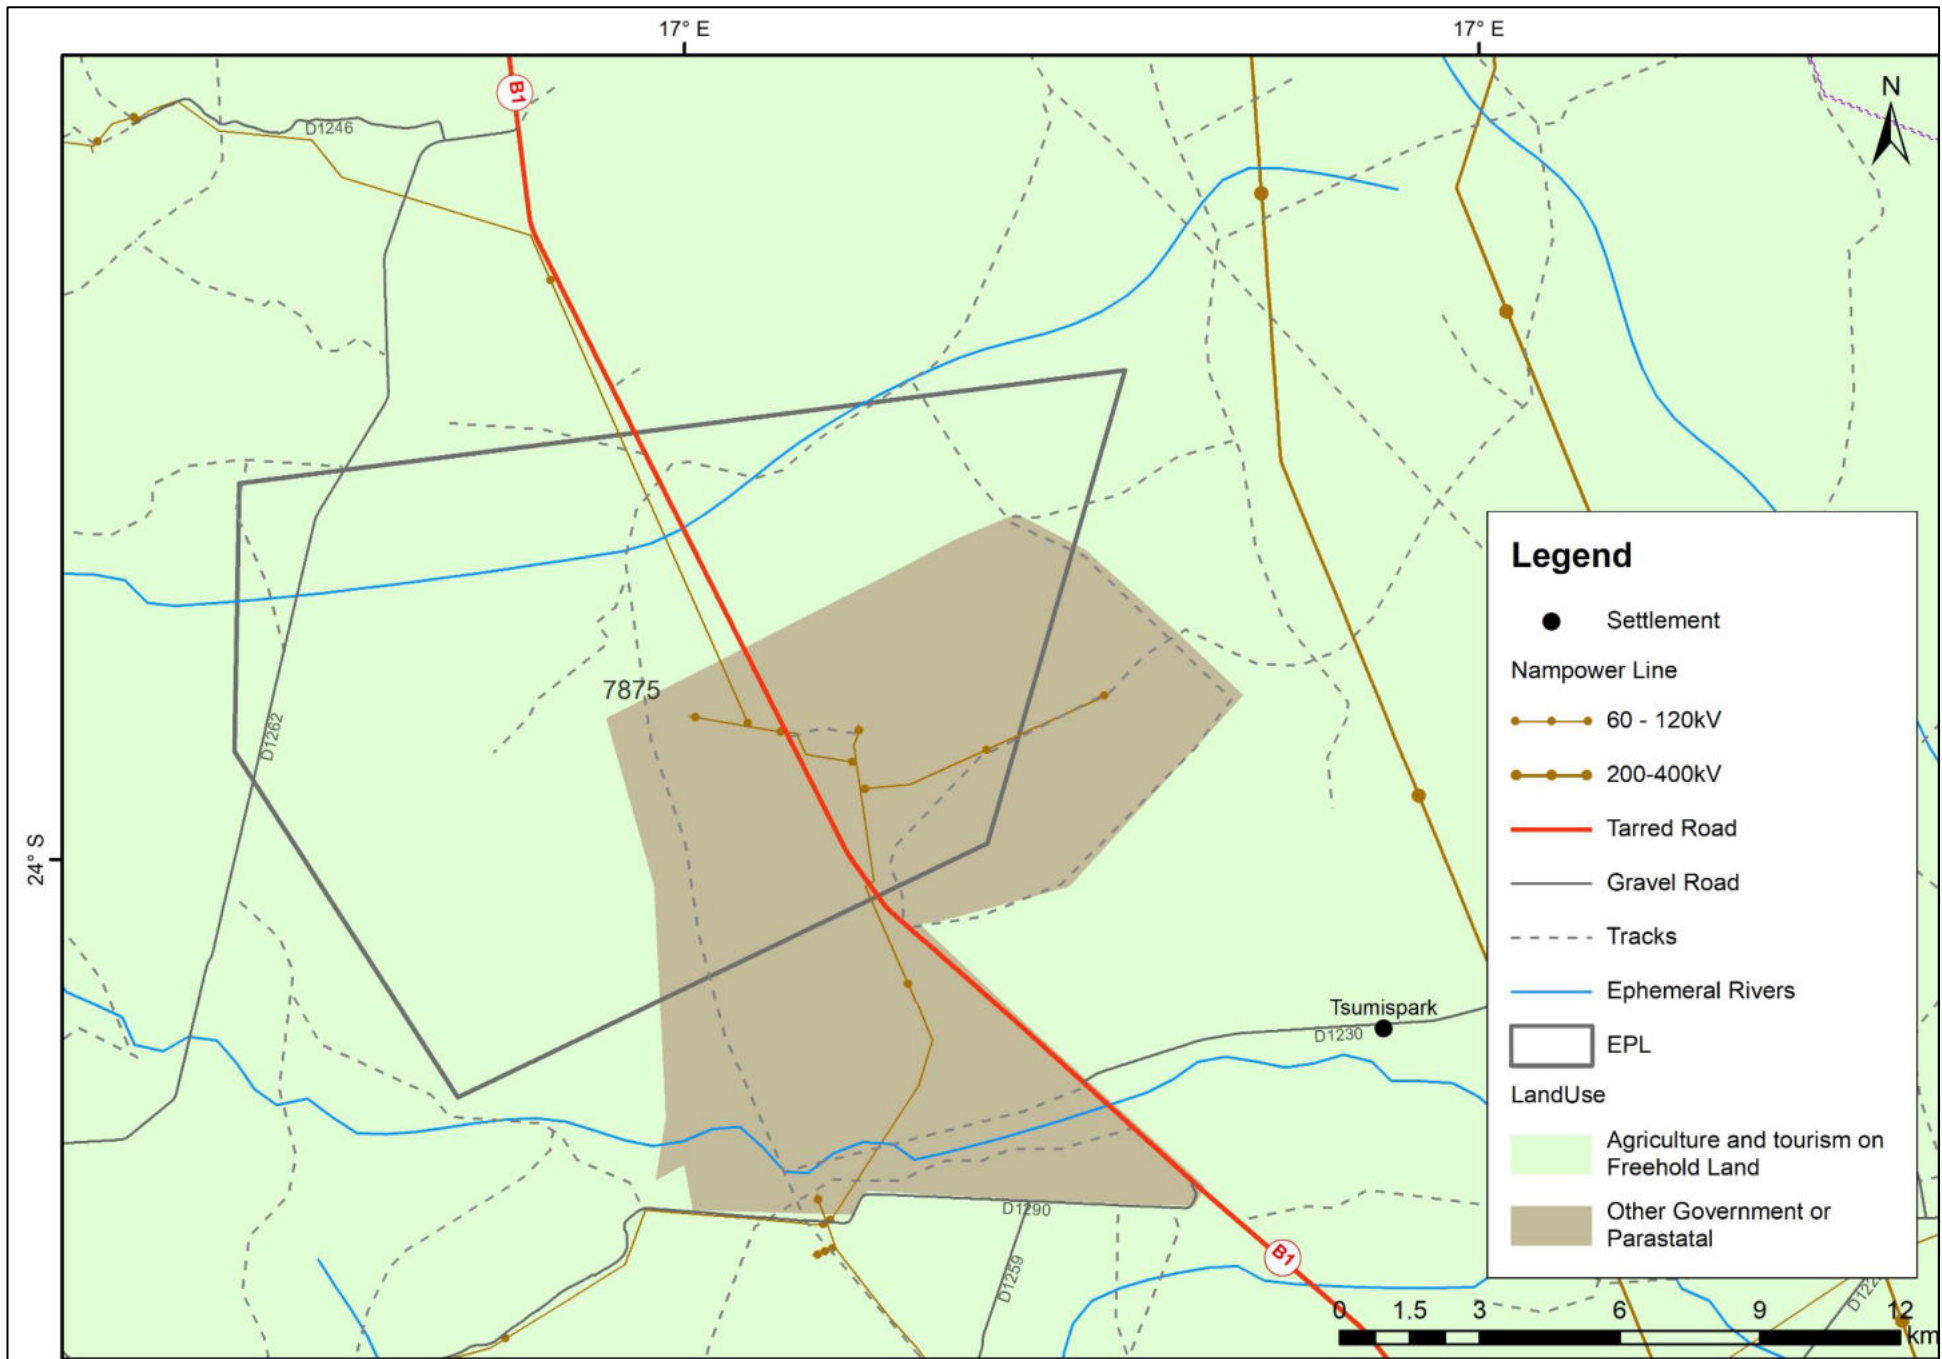 17° E
17° E
B1
N
D1246
Legend
Settlement
Nampower Line
7875
60 - 120kV
D1262
200-400kV
Tarred Road
24° S
Gravel Road
Tracks
Ephemeral Rivers
Tsumispark
D1230
EPL
LandUse
Agriculture and tourism on
Freehold Land
D1290
Other Government or
Parastatal
B1
D1259
0 1.5 3 6 9 12
km